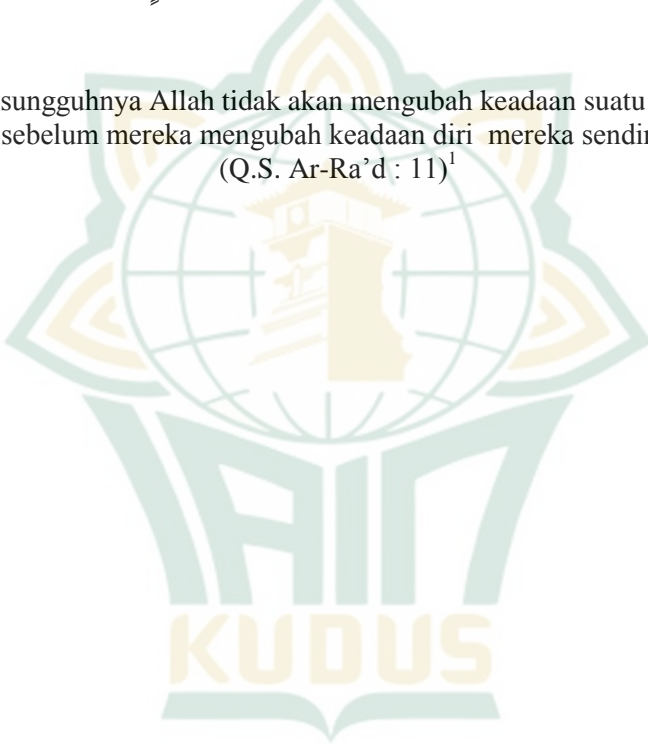 sungguhnya Allah tidak akan mengubah keadaan suatu
sebelum mereka mengubah keadaan diri mereka sendir
(Q.S. Ar-Ra’d : 11)1
IAIN
KUDUS